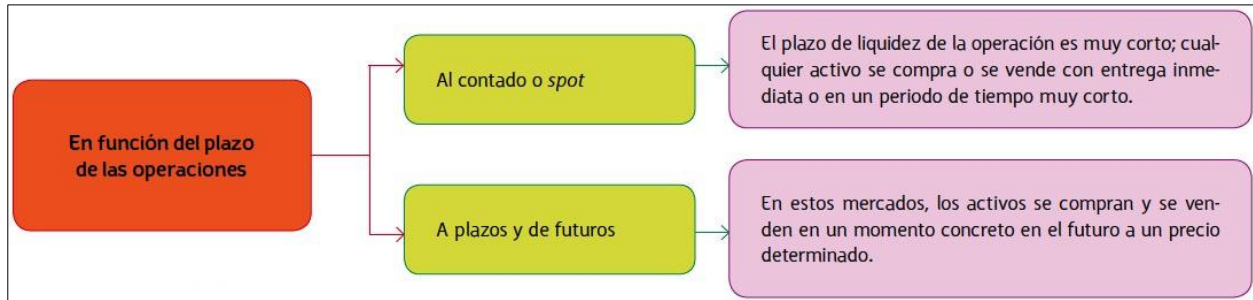 En función del plazo
de las operaciones
Al contado o spot
El plazo de liquidez de la operación es muy corto; cual-
quier activo se compra o se vende con entrega inme-
diata o en un periodo de tiempo muy corto.
A plazos y de futuros
En estos mercados, los activos se compran y se ven-
den en un momento concreto en el futuro a un precio
determinado.